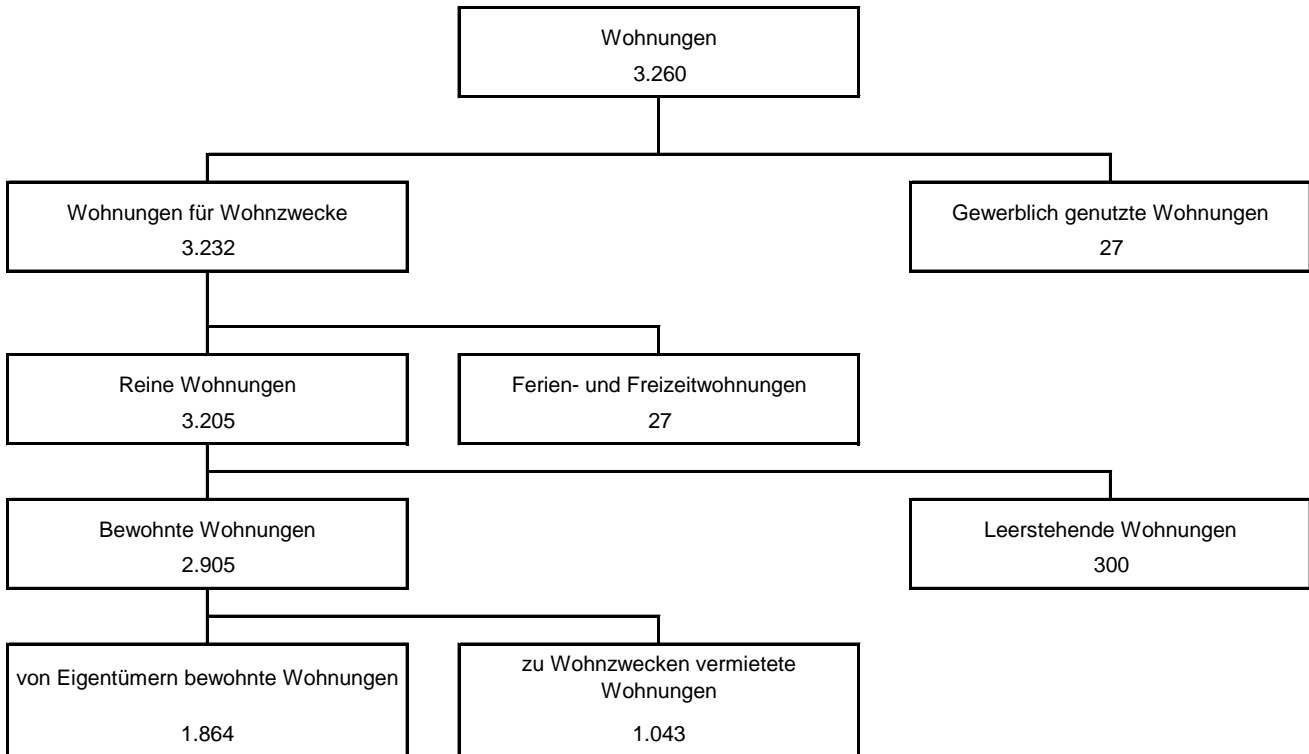 Wohnungen
3.260
Wohnungen für Wohnzwecke
3.232
Gewerblich genutzte Wohnungen
27
Reine Wohnungen
3.205
Ferien- und Freizeitwohnungen
27
Bewohnte Wohnungen
2.905
Leerstehende Wohnungen
300
von Eigentümern bewohnte Wohnungen
1.864
zu Wohnzwecken vermietete
Wohnungen
1.043